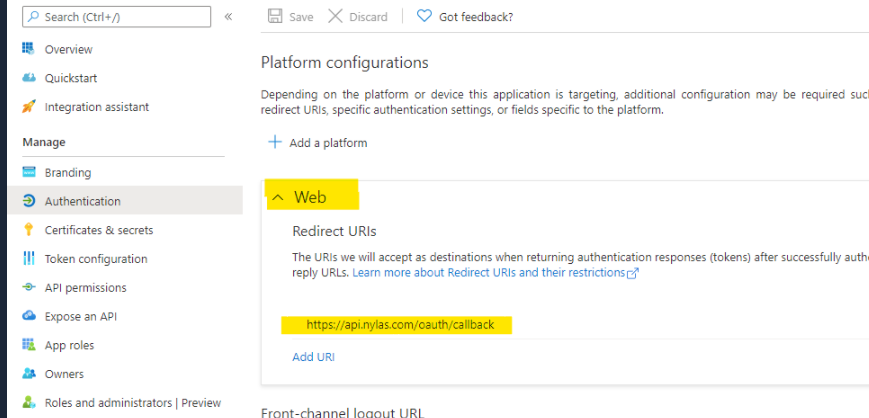 Search (Ctrl+/)
«
Overview
Quickstart
Integration assistant
Manage
Branding
Authentication
Certificates & secrets
Token configuration
API permissions
Expose an API
App roles
Owners
Roles and administrators | Preview
Save
Discard
Got feedback?
Platform configurations
Depending on the platform or device this application is targeting, additional configuration may be required such
redirect URIs, specific authentication settings, or fields specific to the platform.
Add a platform
Web
Redirect URIs
The URIs we will accept as destinations when returning authentication responses (tokens) after successfully
reply URLs. Learn more about Redirect URIs and their restrictions
https://api.nylas.com/oauth/callback
Add URI
Front-channel logout URL